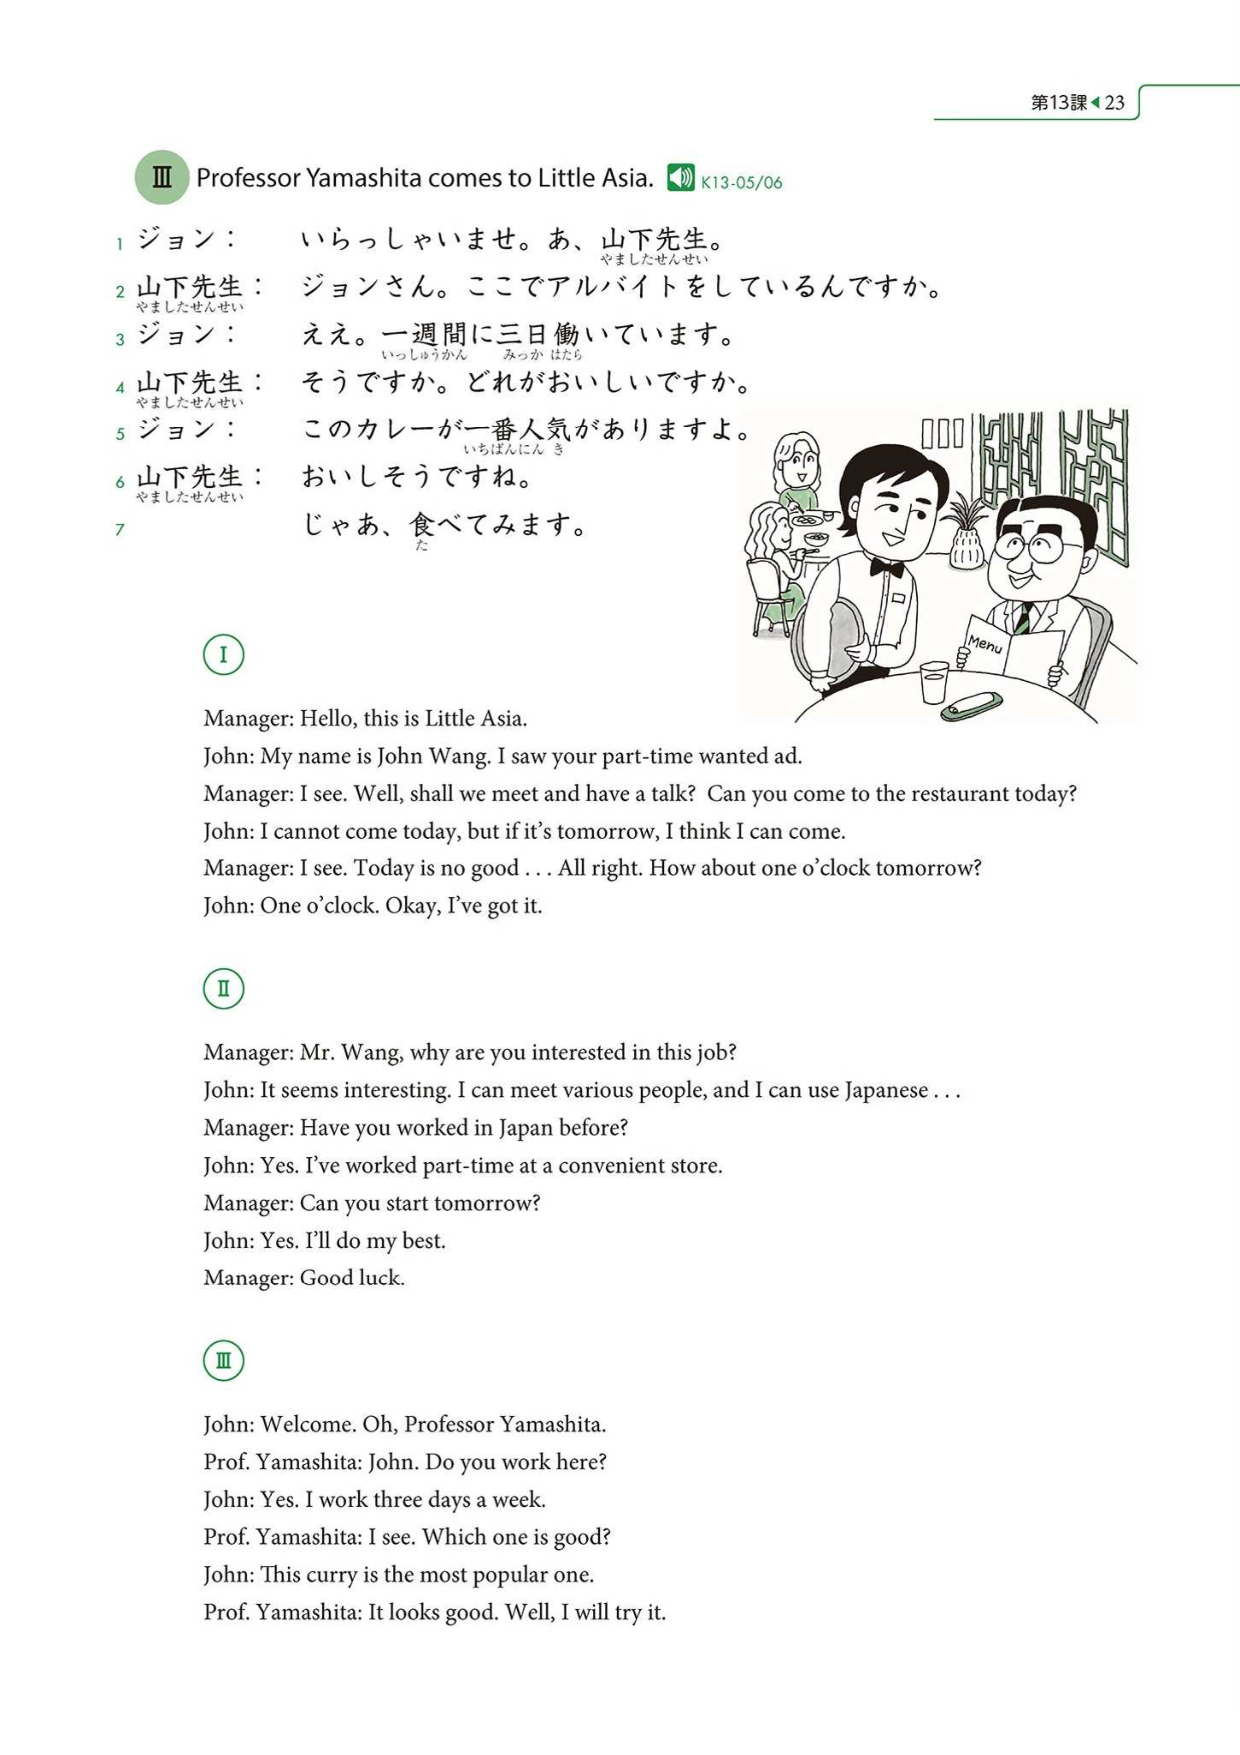 第13課◀23
Ⅲ Professor Yamashita comes to Little Asia. K13-05/06
1 ジョン： いらっしゃいませ。あ、山下先生。
やましたせんせい
2 山下先生： ジョンさん。ここでアルバイトをしているんですか。
やましたせんせい
3 ジョン： ええ。一週間に三日働いています。
いっしゅうかん みっか はたら
4 山下先生： そうですか。どれがおいしいですか。
やましたせんせい
5 ジョン： このカレーが一番人気がありますよ。
いちばんにん き
6 山下先生： おいしそうですね。
やましたせんせい
7 じゃあ、食べてみます。
た
Menu
Ⅰ
Manager: Hello, this is Little Asia.
John: My name is John Wang. I saw your part-time wanted ad.
Manager: I see. Well, shall we meet and have a talk? Can you come to the restaurant today?
John: I cannot come today, but if it’s tomorrow, I think I can come.
Manager: I see. Today is no good . . . All right. How about one o’clock tomorrow?
John: One o’clock. Okay, I’ve got it.
Ⅱ
Manager: Mr. Wang, why are you interested in this job?
John: It seems interesting. I can meet various people, and I can use Japanese . . .
Manager: Have you worked in Japan before?
John: Yes. I’ve worked part-time at a convenient store.
Manager: Can you start tomorrow?
John: Yes. I’ll do my best.
Manager: Good luck.
Ⅲ
John: Welcome. Oh, Professor Yamashita.
Prof. Yamashita: John. Do you work here?
John: Yes. I work three days a week.
Prof. Yamashita: I see. Which one is good?
John: This curry is the most popular one.
Prof. Yamashita: It looks good. Well, I will try it.